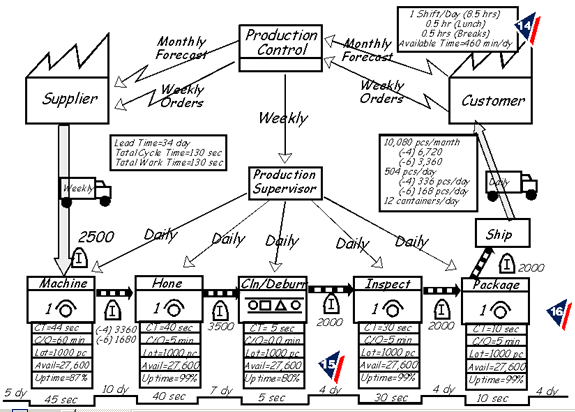 1 Shift/Day (8.5 hrs)
0.5 hr (Lunch)
0.5 hrs (Breaks)
Available Time=460 min/dy
14
Production
Control
Monthly
Forecast
Monthly
Forecast
Supplier
Weekly
Orders
Weekly
Orders
Customer
Weekly
Lead Time=34 day
Total Cycle Time=130 sec
Total Work Time=130 sec
10,080 pcs/month
(-4) 6,720
(-6) 3,360
504 pcs/day
(-4) 336 pcs/day
(-6) 168 pcs/day
12 containers/day
Weekly
Production
Supervisor
Daily
Ship
2500
I
Daily
Daily
Daily
Daily
Daily
I
2000
Machine
Hone
Cln/Deburr
Inspect
Package
1
1
1
1
I
I
I
I
16
(-4) 3360
(-6) 1680
3500
2000
2000
CT=44 sec
C/O=60 min
Lot=1000 pc
Avail=27,600
Uptime=87%
CT=40 sec
C/O=5 min
Lot=1000 pc
Avail=27,600
Uptime=99%
CT= 5 sec
C/O=0.0 min
Lot=1000 pc
Avail=27,600
Uptime=80%
15
CT=30 sec
C/O=5 min
Lot=1000 pc
Avail=27,600
Uptime=99%
CT=10 sec
C/O=5 min
Lot=1000 pc
Avail=27,600
Uptime=99%
5 dy
45 sec
10 dy
40 sec
7 dy
5 sec
4 dy
30 sec
4 dy
10 sec
4 dy